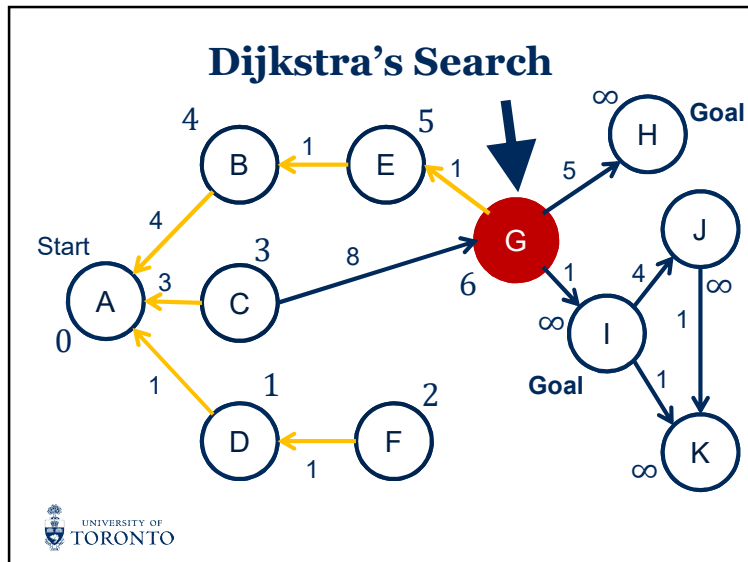 Dijkstra's Search
∞
H
Goal
4
B
1
E
5
1
5
G
J
4
Start
3
8
6
1
4
∞
A
3
C
∞
I
1
0
Goal
1
1
1
2
D
F
K
1
∞
UNIVERSITY OF
TORONTO